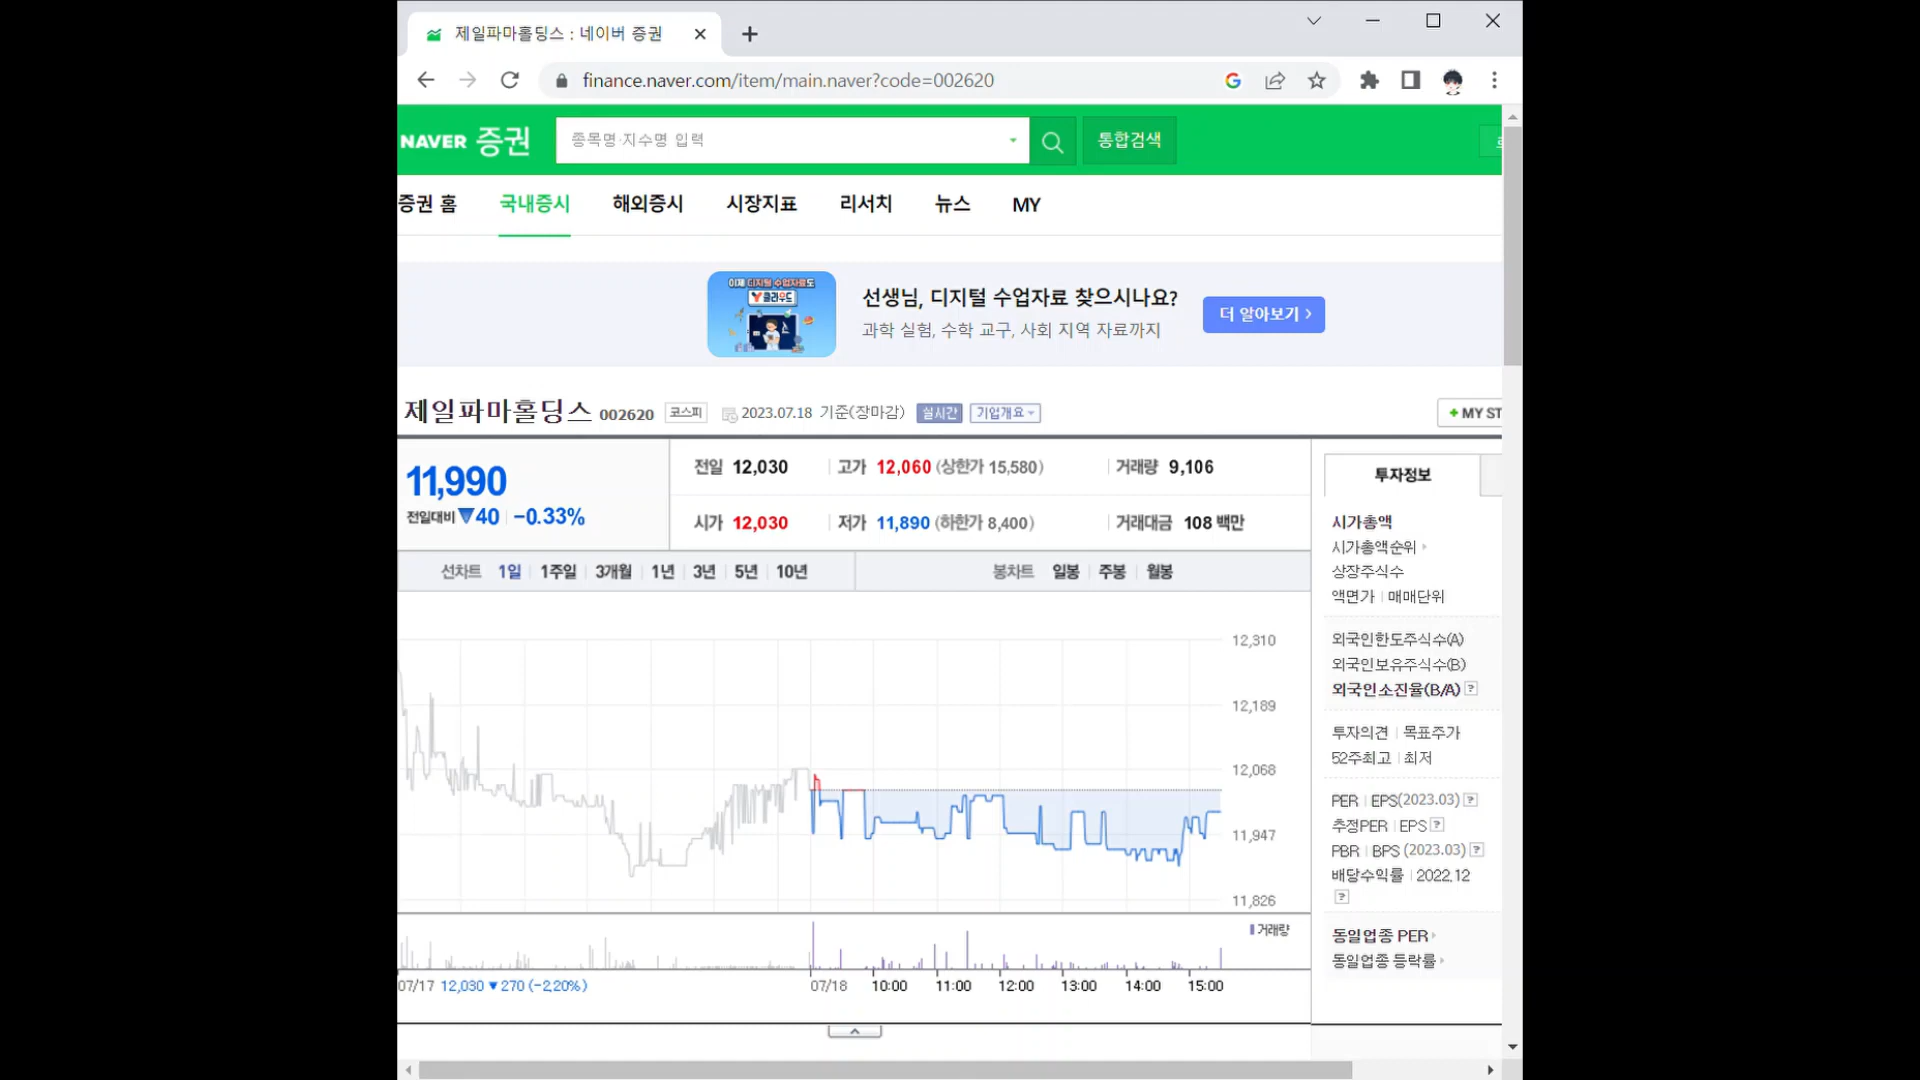 제일파마홀딩스 : 네이버 증권
finance.naver.com/item/main.naver?code=002620
NAVER 증권
종목명·지수명 입력
통합검색
증권 홈 국내증시 해외증시 시장지표 리서치 뉴스 MY
이제 디지털 수업자료도
클라우드
선생님, 디지털 수업자료 찾으시나요?
과학 실험, 수학 교구, 사회 지역 자료까지
더 알아보기 >
제일파마홀딩스 002620 코스피 2023.07.18 기준(장마감) 실시간 기업개요
+ MY ST
11,990
전일대비 ▼40 -0.33%
전일 12,030 고가 12,060 (상한가 15,580) 거래량 9,106
시가 12,030 저가 11,890 (하한가 8,400) 거래대금 108 백만
선차트 1일 1주일 3개월 1년 3년 5년 10년 봉차트 일봉 주봉 월봉
12,310
12,189
12,068
11,947
11,826
거래량
07/17 12,030 ▼270 (-2,20%)
07/18 10:00 11:00 12:00 13:00 14:00 15:00
투자정보
시가총액
시가총액순위
상장주식수
액면가 | 매매단위
외국인한도주식수(A)
외국인보유주식수(B)
외국인소진율(B/A) ?
투자의견 | 목표주가
52주최고 | 최저
PER | EPS(2023.03) ?
추정PER | EPS ?
PBR | BPS (2023.03) ?
배당수익률 | 2022.12
?
동일업종 PER
동일업종 등락률